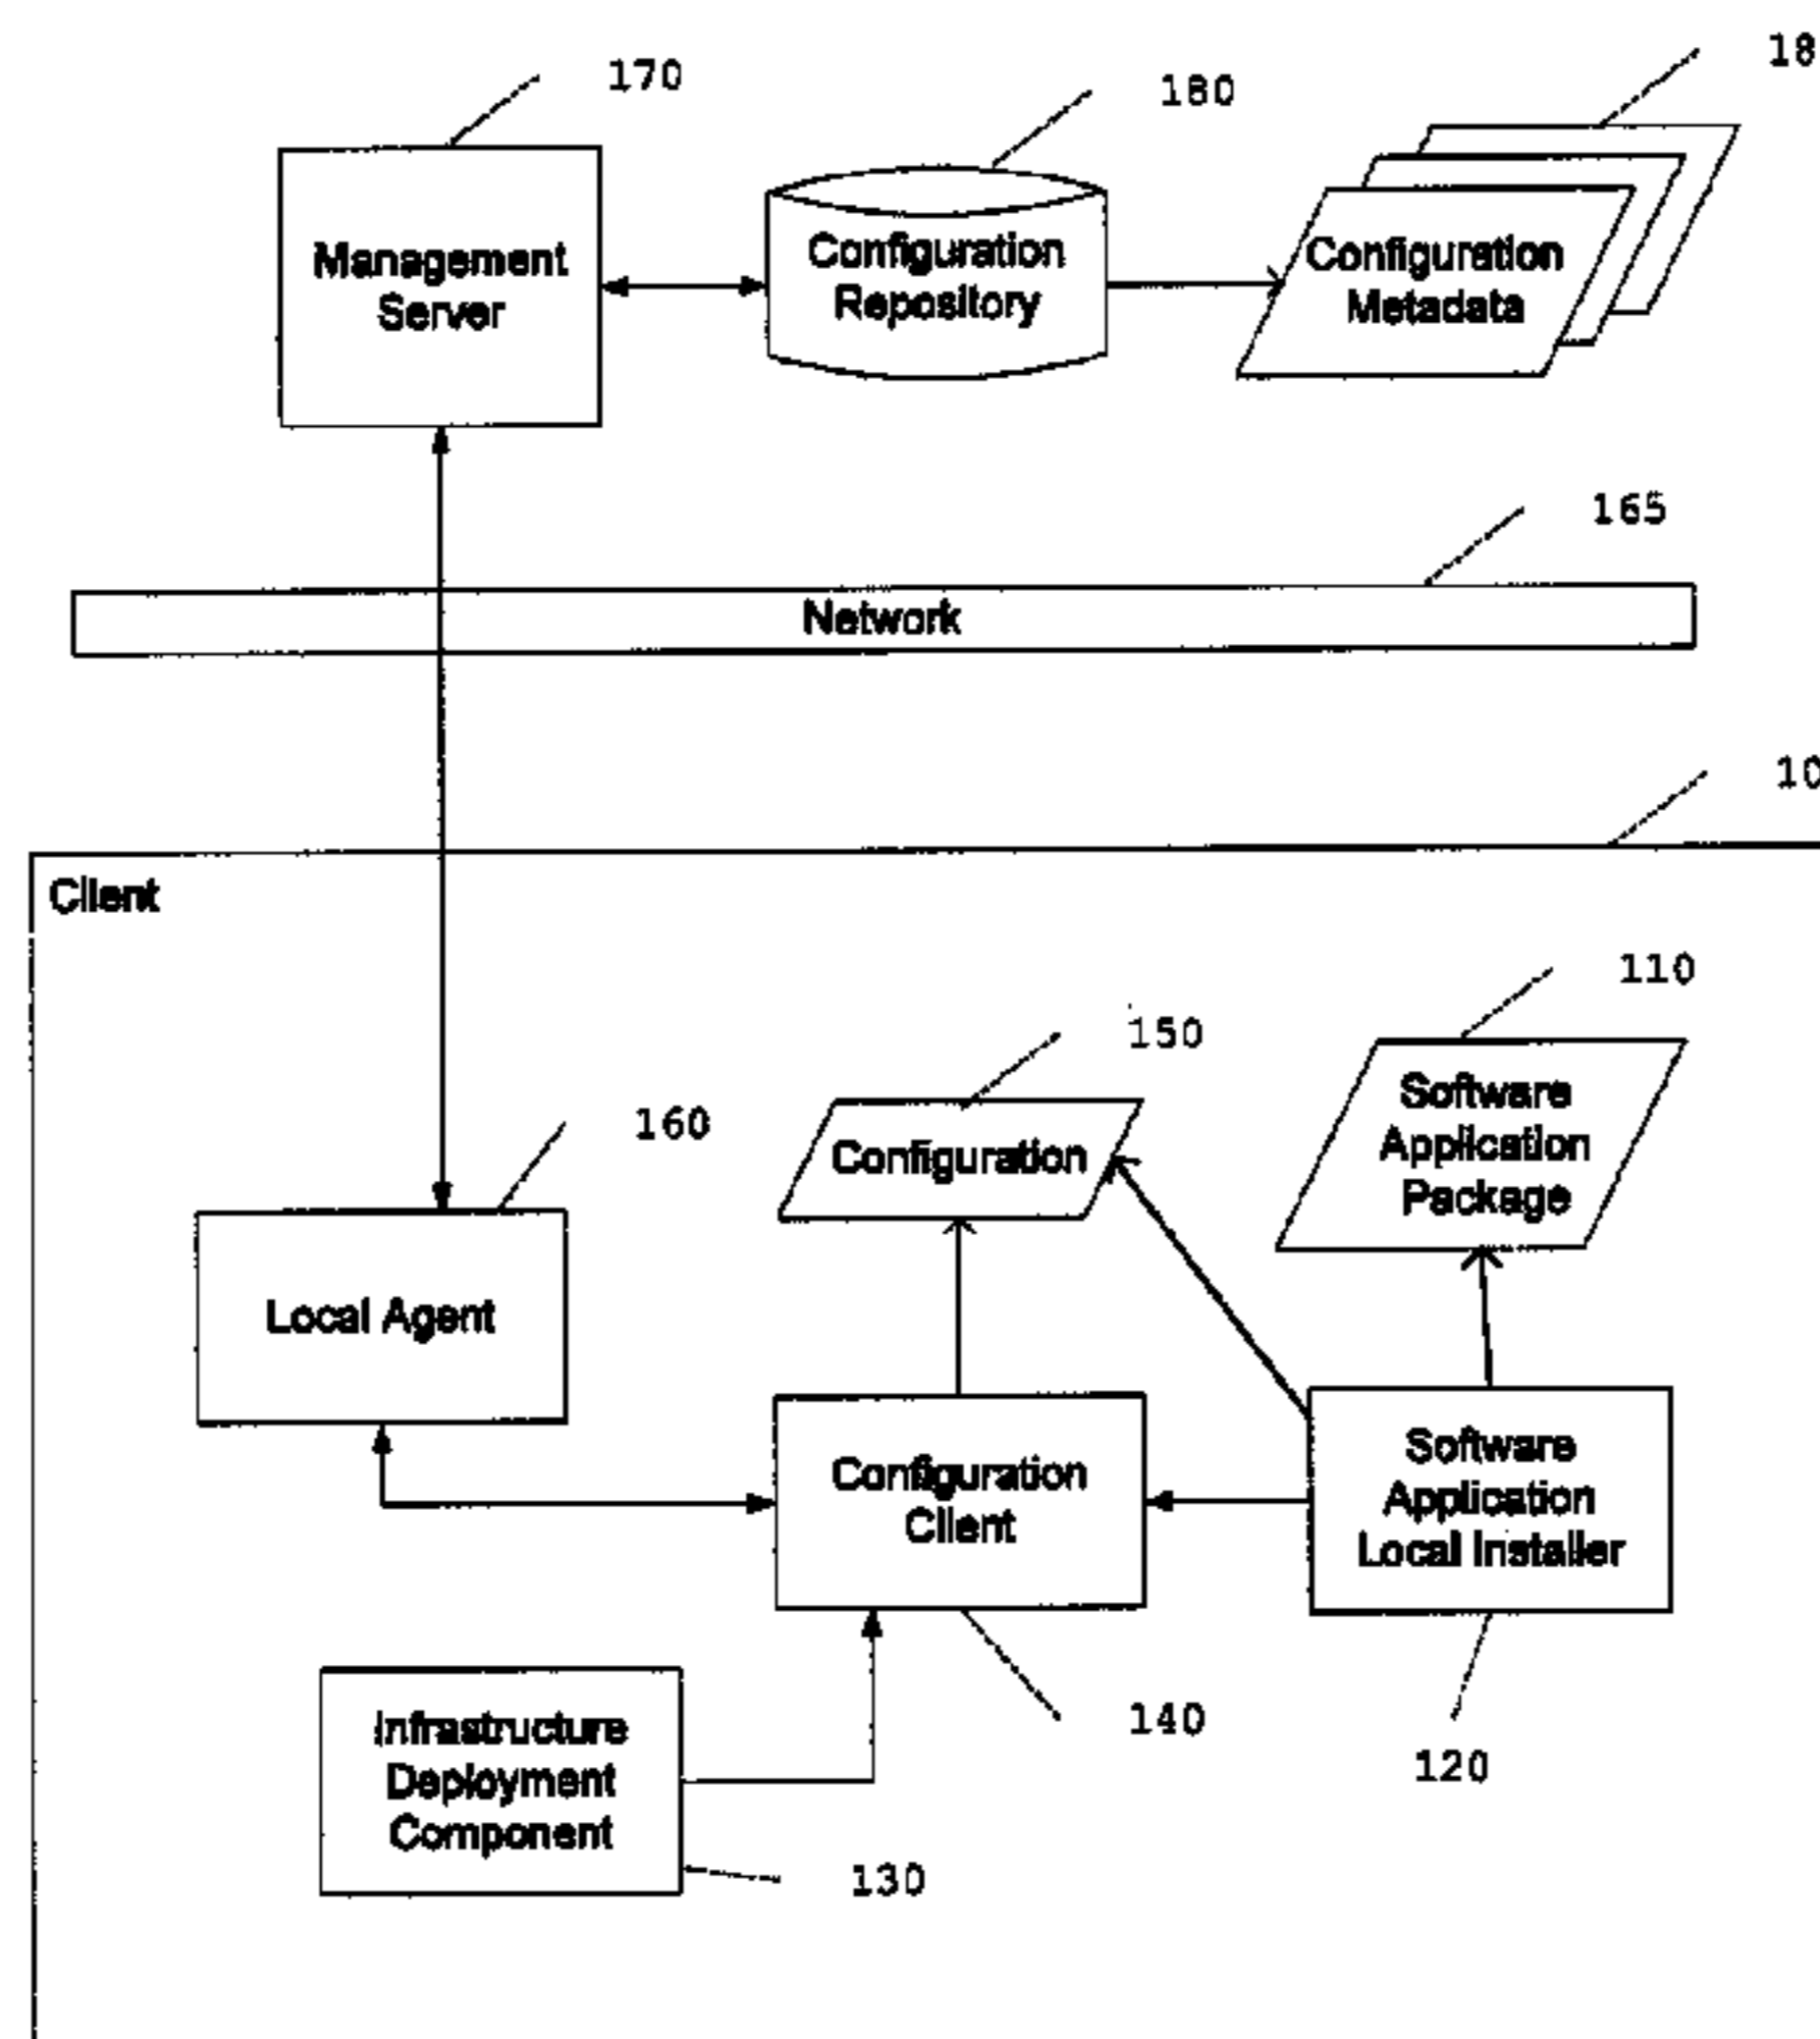 170
180
18
Management
Server
Configuration
Repository
Configuration
Metadata
165
Network
10
Client
110
150
Software
Application
Package
160
Configuration
Local Agent
Configuration
Client
Software
Application
Local Installer
Infrastructure
Deployment
Component
140
120
130